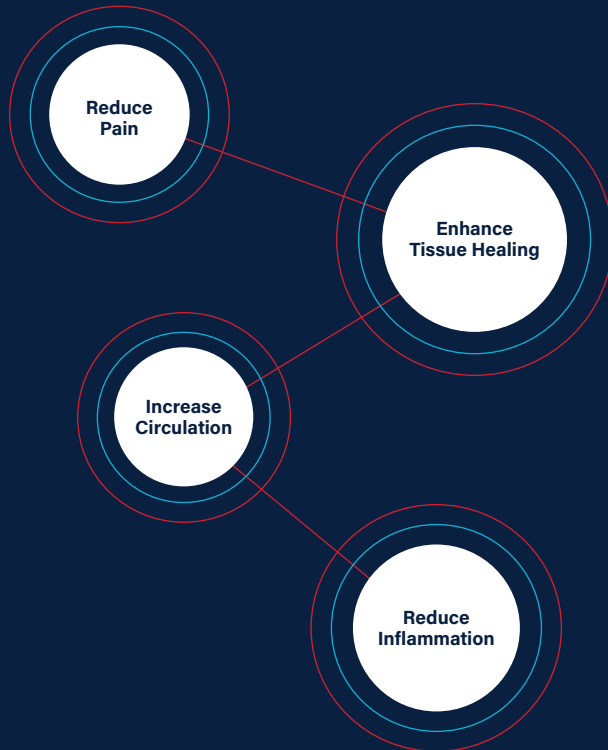 Reduce
Pain
Enhance
Tissue Healing
Increase
Circulation
Reduce
Inflammation